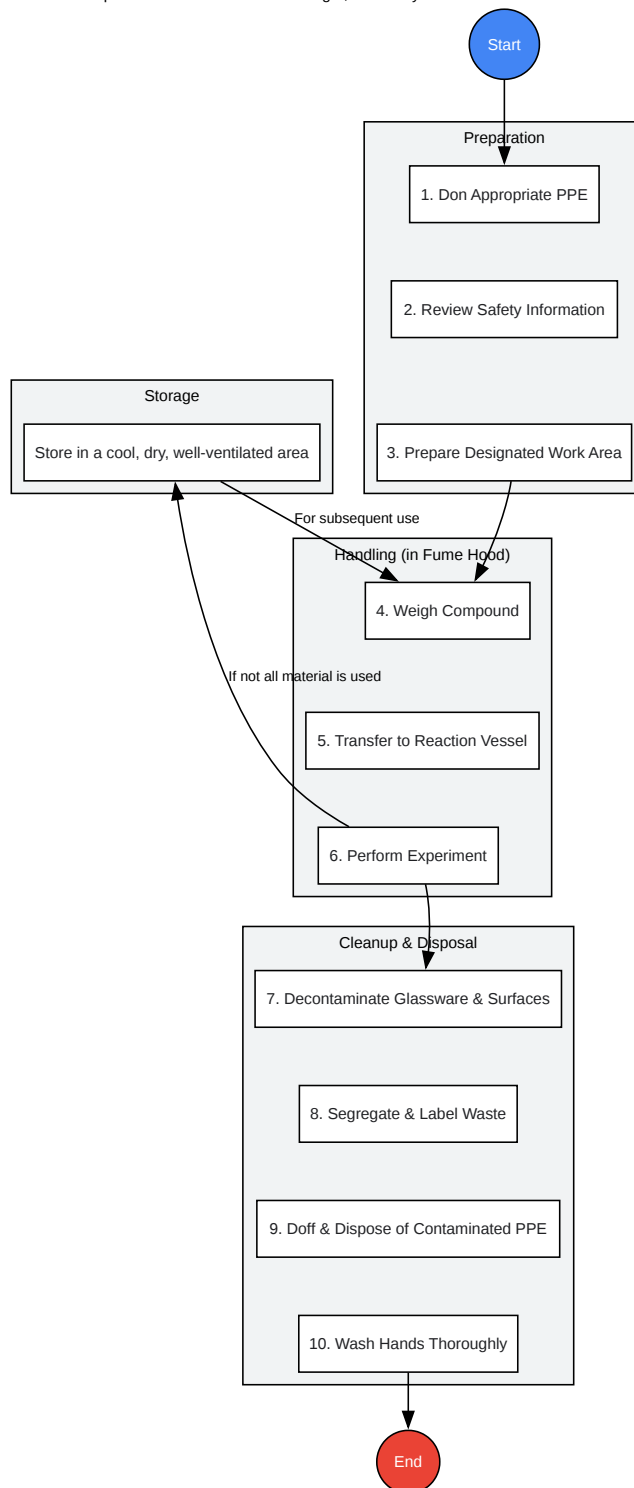 Start
Preparation
1. Don Appropriate PPE
2. Review Safety Information
Storage
Store in a cool, dry, well-ventilated area
3. Prepare Designated Work Area
For subsequent use
Handling (in Fume Hood)
4. Weigh Compound
If not all material is used
5. Transfer to Reaction Vessel
6. Perform Experiment
Cleanup & Disposal
7. Decontaminate Glassware & Surfaces
8. Segregate & Label Waste
9. Doff & Dispose of Contaminated PPE
10. Wash Hands Thoroughly
End